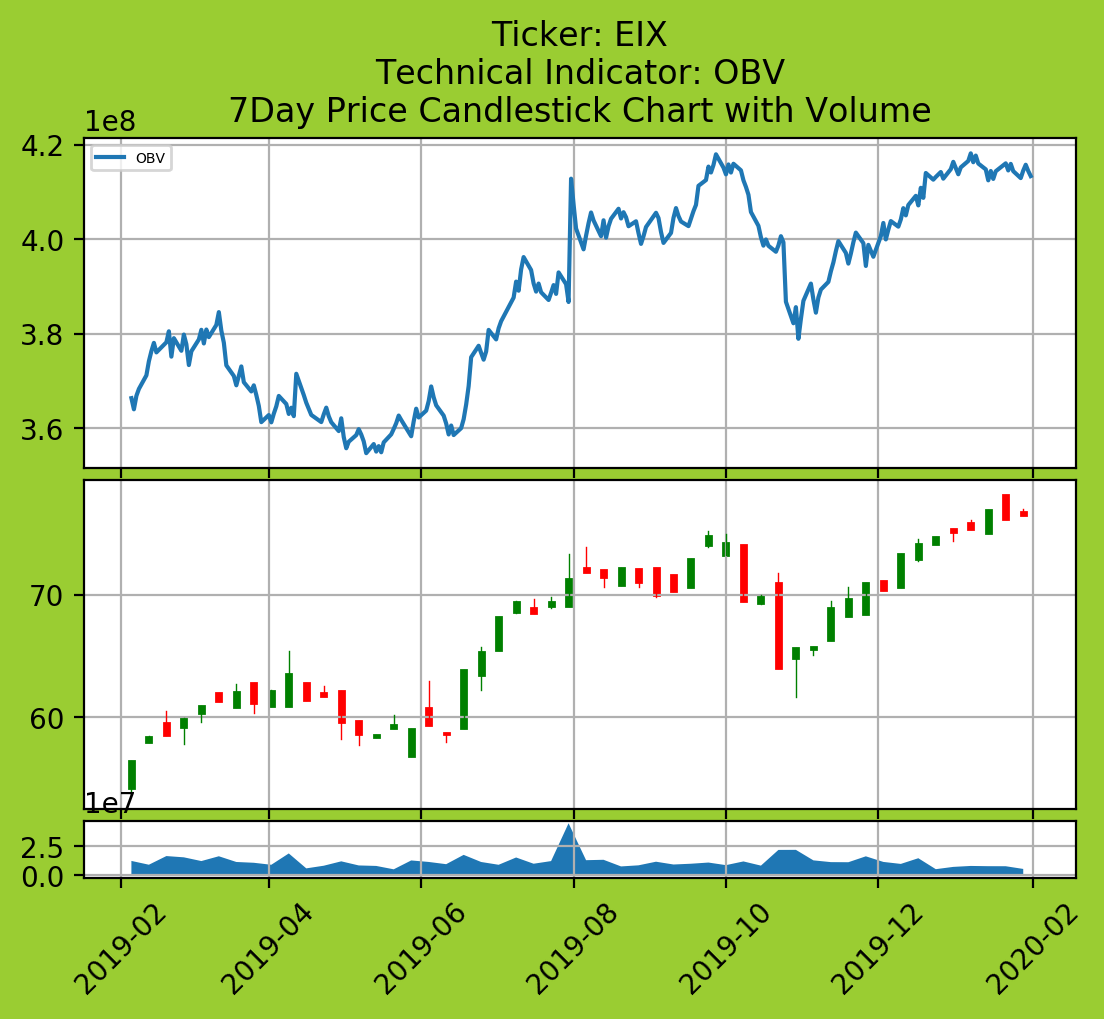 Ticker: EIX
Technical Indicator: OBV
7Day Price Candlestick Chart with Volume
1e8
4.2
OBV
4.0
3.8
3.6
70
60
1e7
2.5
0.0
2019-02
2019-04
2019-06
2019-08
2019-10
2019-12
2020-02